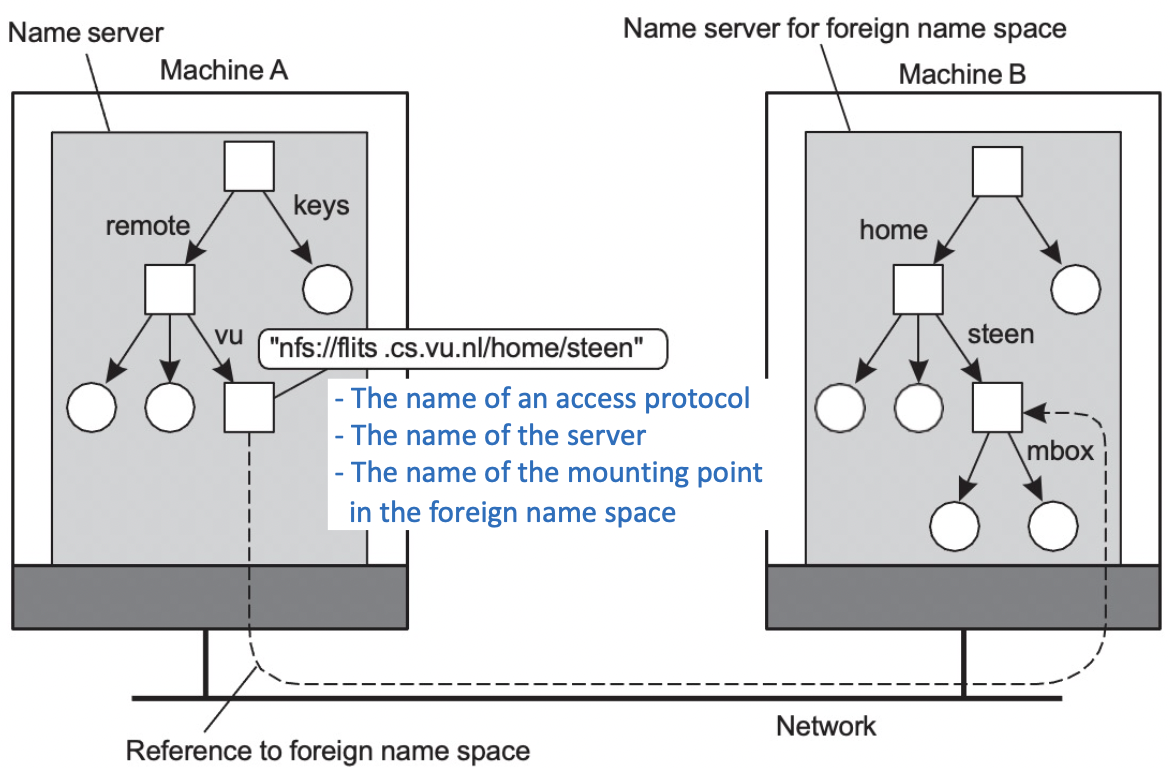 Name server
Machine A
Name server for foreign name space
Machine B
remote
keys
home
vu
steen
"nfs://flits .cs.vu.nl/home/steen"
- The name of an access protocol
- The name of the server
- The name of the mounting point
in the foreign name space
mbox
Network
Reference to foreign name space